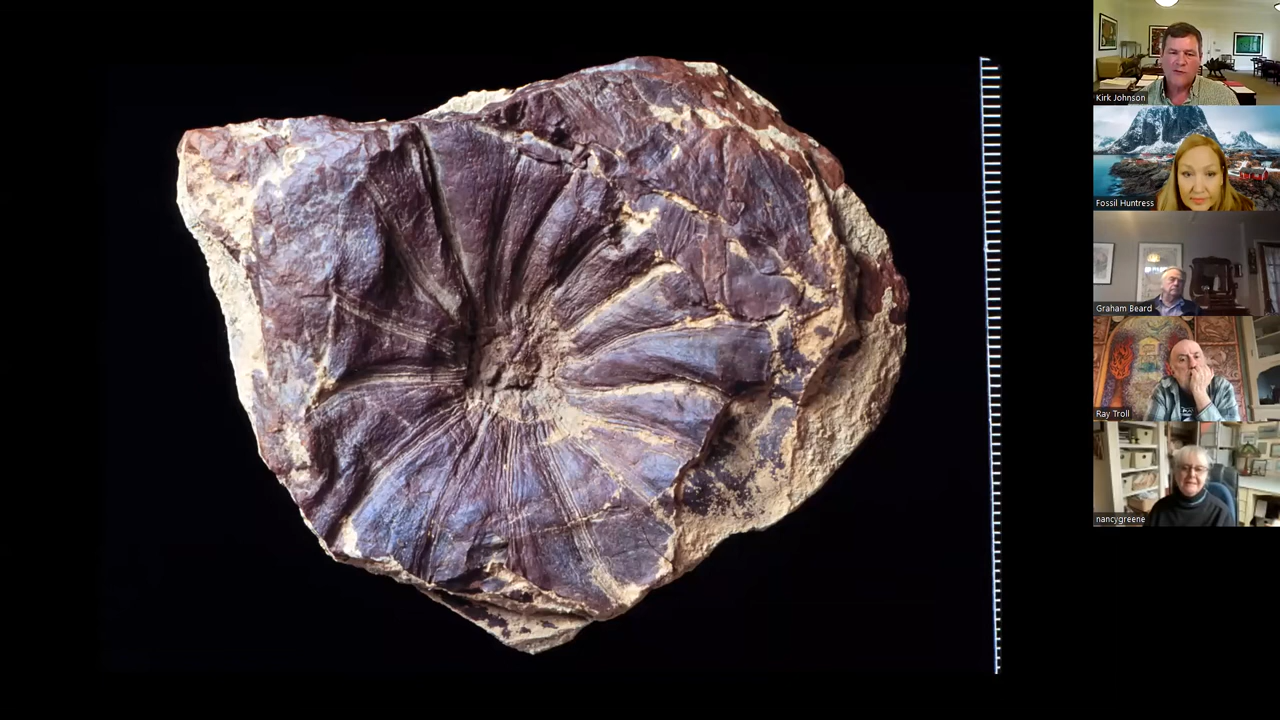 Kirk Johnson
Fossil Huntress
Graham Beard
Ray Troll
nancygreene